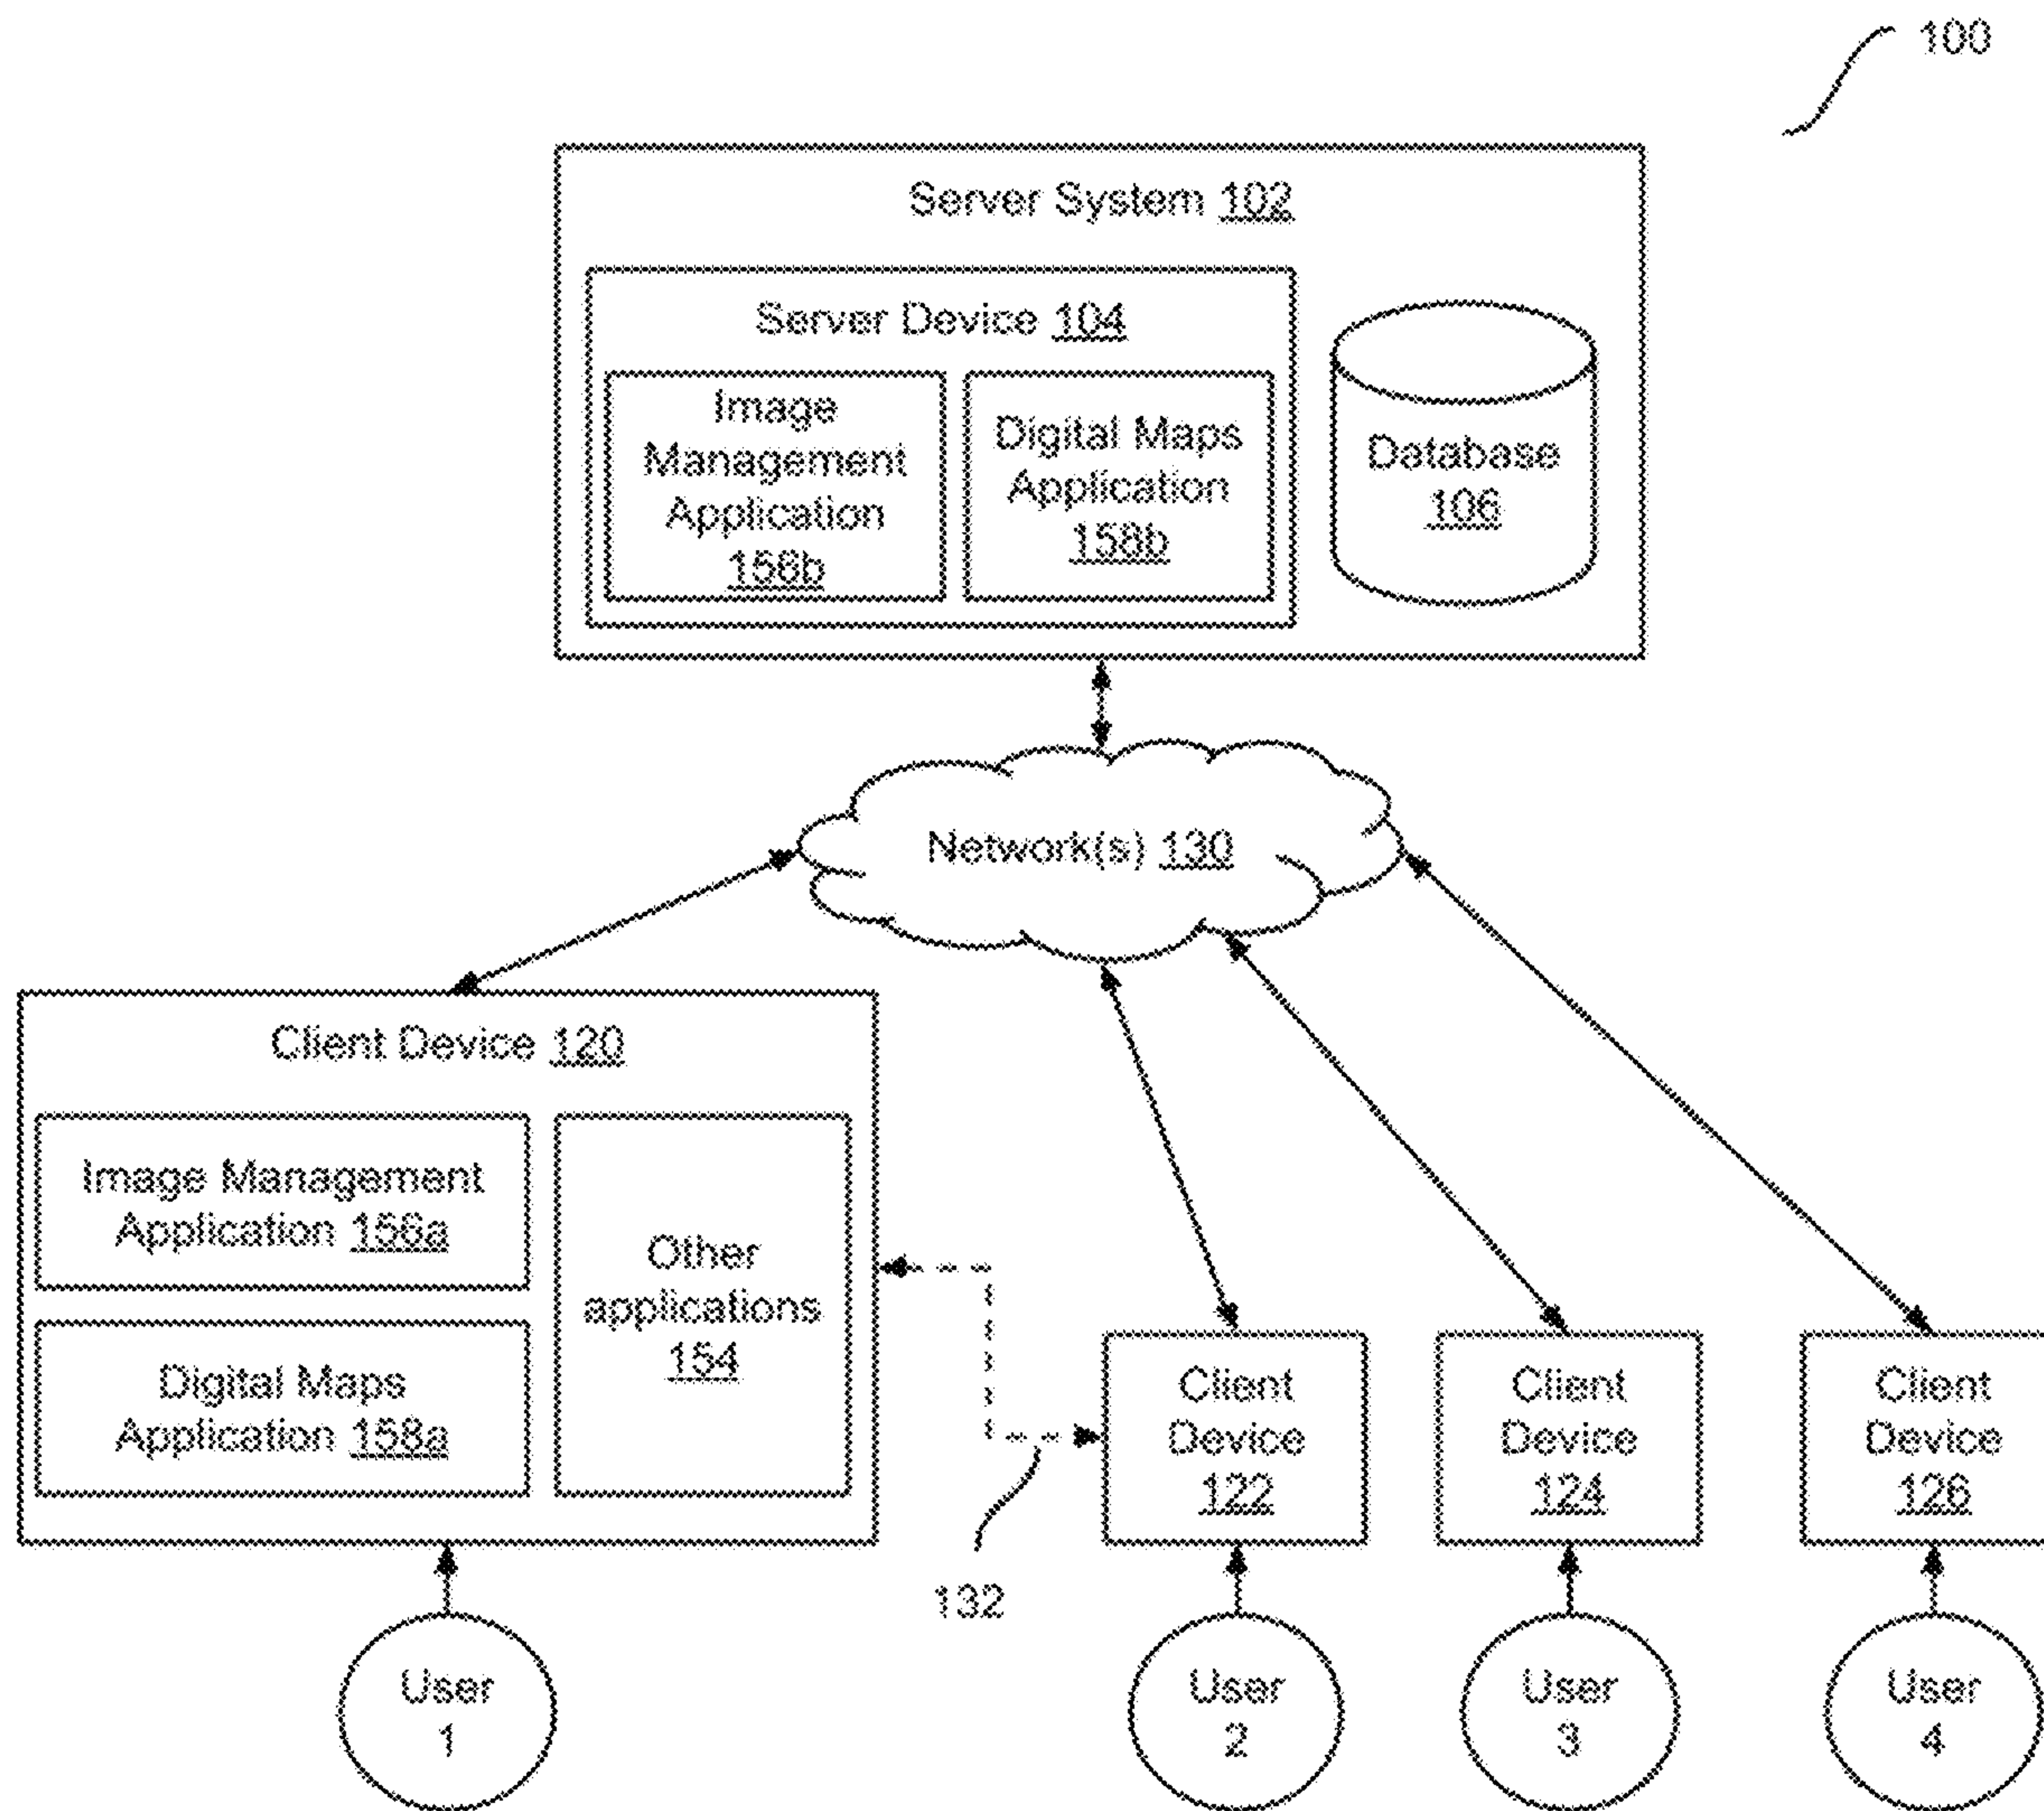 100
Server System 102
Server Device 104
Image
Management
Application
156b
Digital Maps
Application
158b
Database
106
Network(s) 130
Client Device 120
Image Management
Application 156a
Other
applications
154
Digital Maps
Application 158a
Client
Device
122
Client
Device
124
Client
Device
126
132
User
1
User
2
User
3
User
4